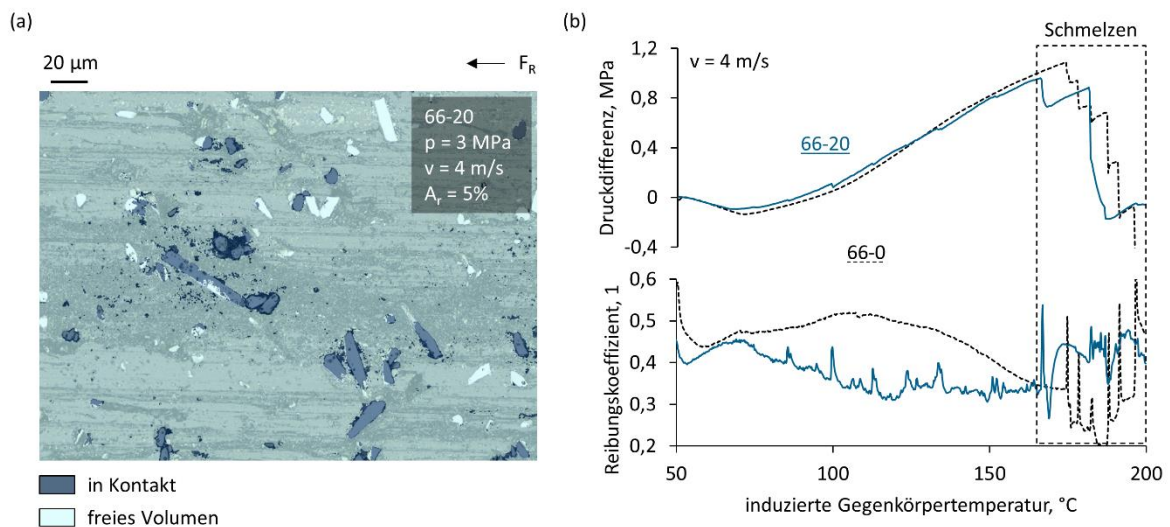 (a)
20 µm
F_R
66-20
p = 3 MPa
v = 4 m/s
A_r = 5%
in Kontakt
freies Volumen
(b)
Schmelzen
v = 4 m/s
Druckdifferenz, MPa
1,2
0,8
0,4
0
-0,4
66-20
66-0
Reibungskoeffizient, 1
0,6
0,5
0,4
0,3
0,2
50
100
150
200
induzierte Gegenkörpertemperatur, °C